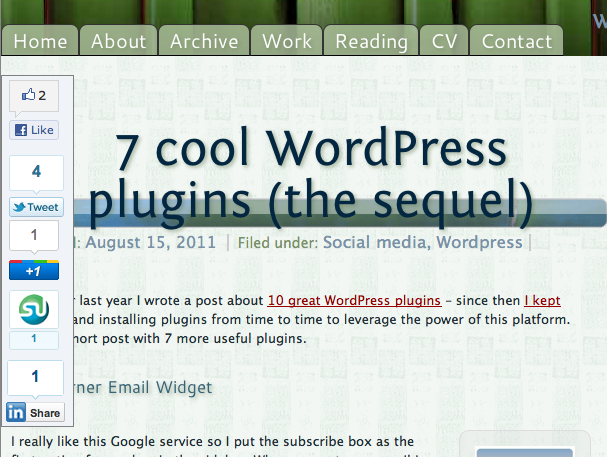 W
Home About Archive Work Reading CV Contact
2
Like
4
Tweet
1
+1
1
1
in Share
7 cool WordPress
plugins (the sequel)
: August 15, 2011 | Filed under: Social media, Wordpress |
r last year I wrote a post about 10 great WordPress plugins – since then I kept
and installing plugins from time to time to leverage the power of this platform.
hort post with 7 more useful plugins.
rner Email Widget
I really like this Google service so I put the subscribe box as the